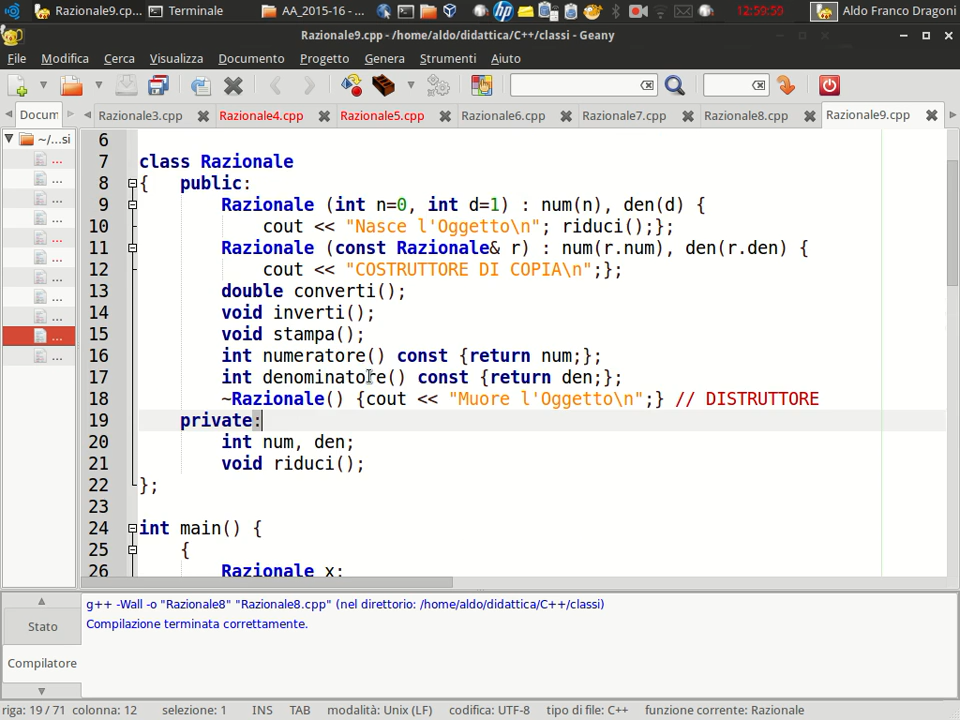 Razionale9.cp...
Terminale
AA_2015-16 - ...
12:59:59
Aldo Franco Dragoni
Razionale9.cpp - /home/aldo/didattica/C++/classi - Geany
File Modifica Cerca Visualizza Documento Progetto Genera Strumenti Aiuto
Docum
Razionale3.cpp Razionale4.cpp Razionale5.cpp Razionale6.cpp Razionale7.cpp Razionale8.cpp Razionale9.cpp
~/...si
...
...
...
...
...
...
...
...
...
...
...
6
7 class Razionale
8 { public:
9 Razionale (int n=0, int d=1) : num(n), den(d) {
10 cout << "Nasce l'Oggetto\n"; riduci();};
11 Razionale (const Razionale& r) : num(r.num), den(r.den) {
12 cout << "COSTRUTTORE DI COPIA\n";};
13 double converti();
14 void inverti();
15 void stampa();
16 int numeratore() const {return num;};
17 int denominatore() const {return den;};
18 ~Razionale() {cout << "Muore l'Oggetto\n";} // DISTRUTTORE
19 private:
20 int num, den;
21 void riduci();
22 };
23
24 int main() {
25 {
26 Razionale x;
Stato
Compilatore
g++ -Wall -o "Razionale8" "Razionale8.cpp" (nel direttorio: /home/aldo/didattica/C++/classi)
Compilazione terminata correttamente.
riga: 19 / 71 colonna: 12 selezione: 1 INS TAB modalità: Unix (LF) codifica: UTF-8 tipo di file: C++ funzione corrente: Razionale